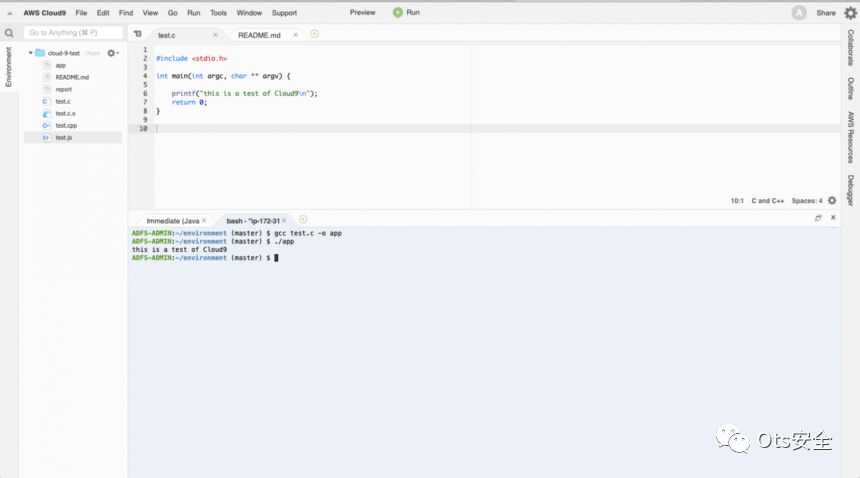 AWS Cloud9 File Edit Find View Go Run Tools Window Support Preview Run A Share
Go to Anything (⌘ P)
Environment
cloud-9-test
app
README.md
report
test.c
test.c.o
test.cpp
test.js
test.c README.md
1
2 #include <stdio.h>
3
4 int main(int argc, char ** argv) {
5
6 printf("this is a test of Cloud9\n");
7 return 0;
8 }
9
10
10:1 C and C++ Spaces: 4
Immediate (Java bash - "ip-172-31
ADFS-ADMIN:~/environment (master) $ gcc test.c -o app
ADFS-ADMIN:~/environment (master) $ ./app
this is a test of Cloud9
ADFS-ADMIN:~/environment (master) $
Collaborate
Outline
AWS Resources
Debugger
Ots安全